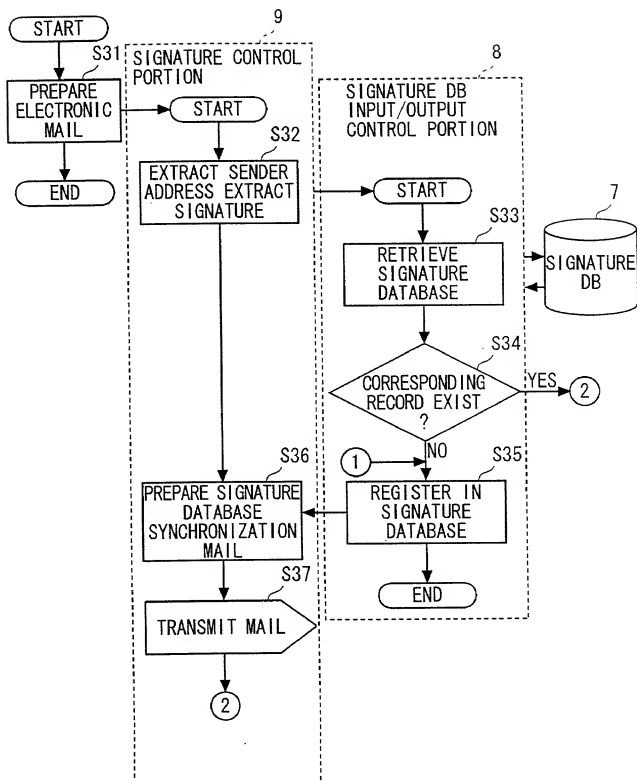 START
S31
PREPARE
ELECTRONIC
MAIL
END
9
SIGNATURE CONTROL
PORTION
START
S32
EXTRACT SENDER
ADDRESS EXTRACT
SIGNATURE
8
SIGNATURE DB
INPUT/OUTPUT
CONTROL PORTION
START
S33
RETRIEVE
SIGNATURE
DATABASE
7
SIGNATURE
DB
S34
CORRESPONDING
RECORD EXIST
?
YES
2
NO
1
S35
REGISTER IN
SIGNATURE
DATABASE
END
S36
PREPARE SIGNATURE
DATABASE
SYNCHRONIZATION
MAIL
S37
TRANSMIT MAIL
2